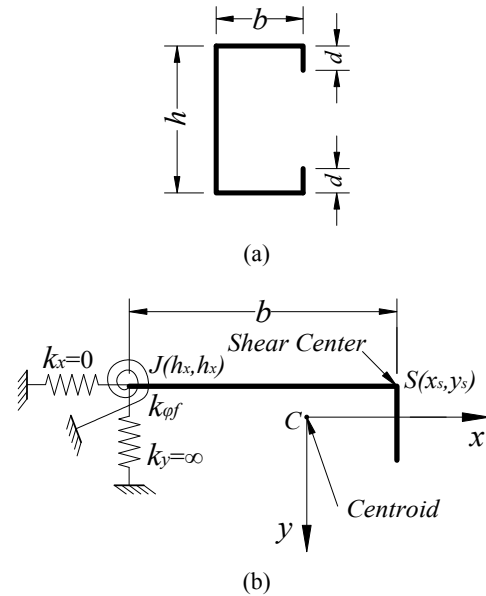 b
d
h
d
(a)
b
Shear Center
kx=0
J(hx,hx)
S(xs,ys)
kφf
C
x
ky=∞
Centroid
y
(b)